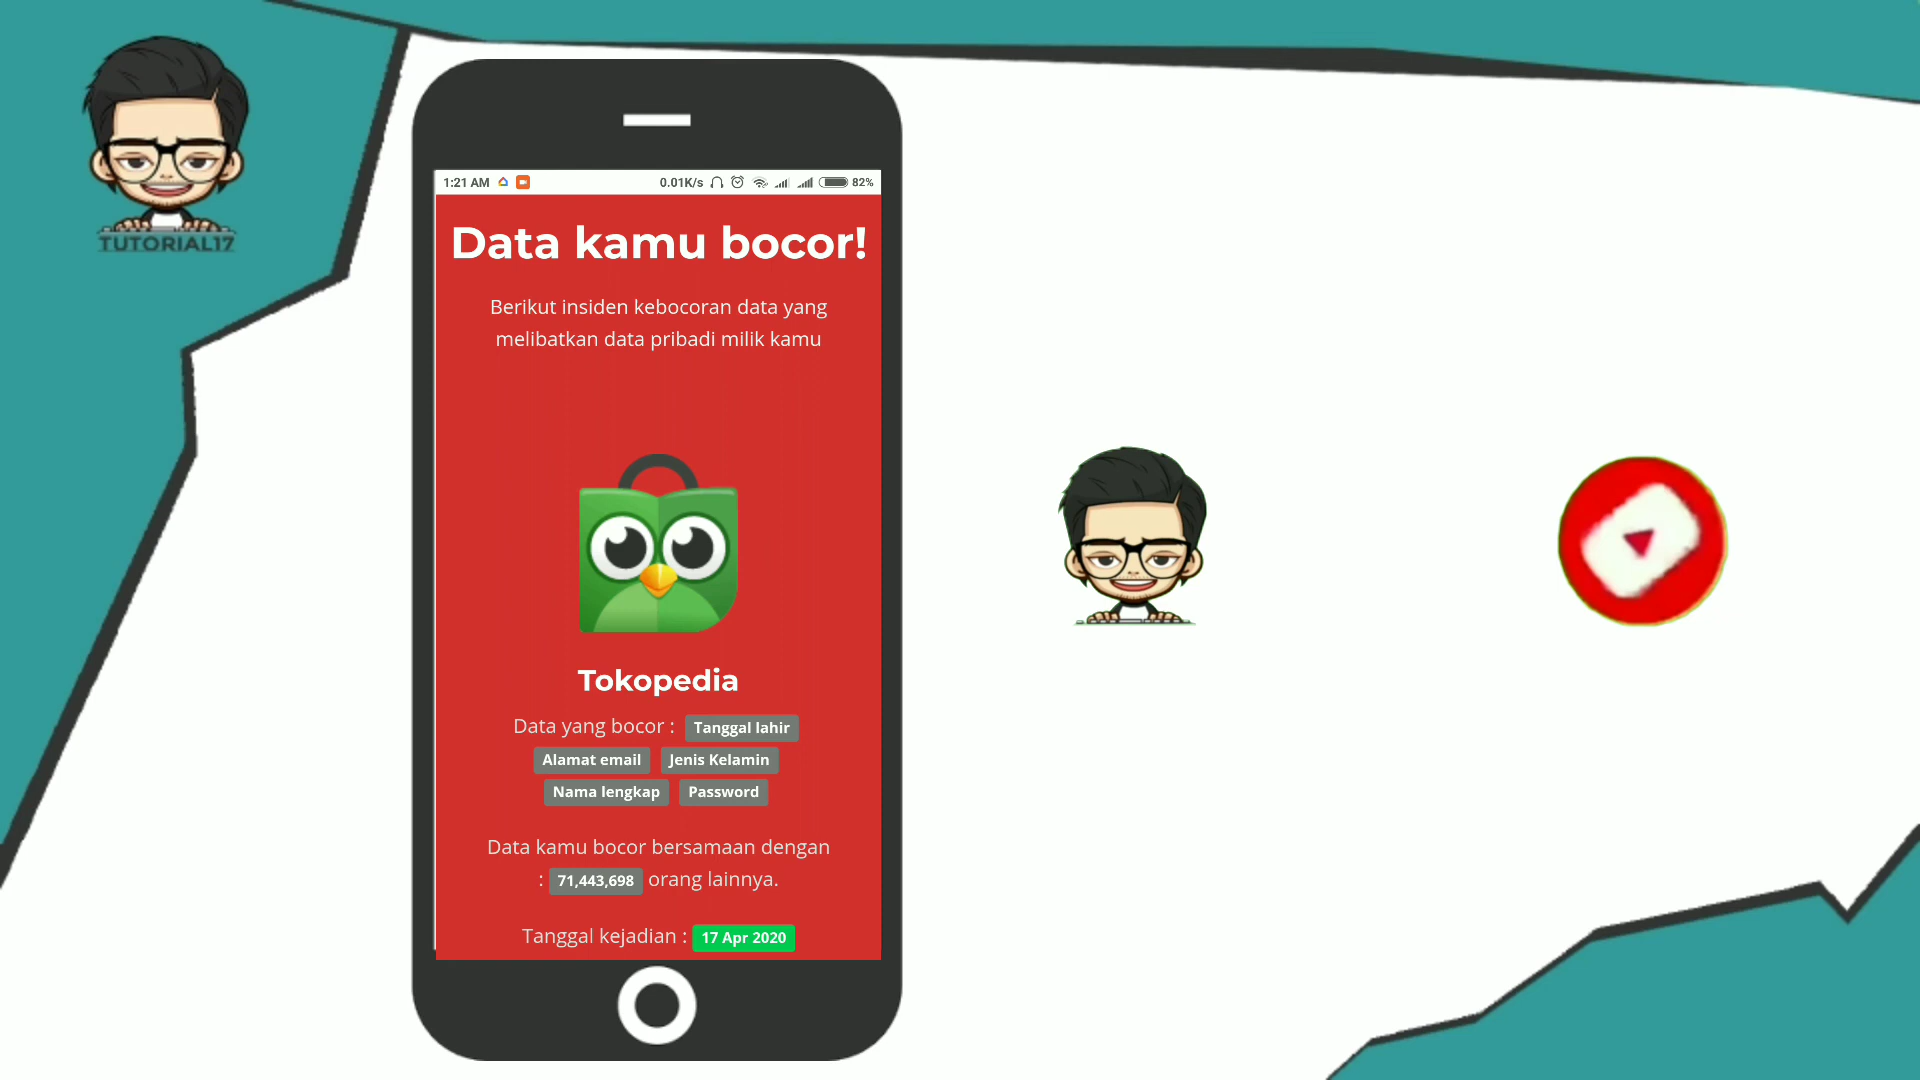 TUTORIAL17
1:21 AM 0.01K/s 82%
Data kamu bocor!
Berikut insiden kebocoran data yang
melibatkan data pribadi milik kamu
Tokopedia
Data yang bocor : Tanggal lahir
Alamat email Jenis Kelamin
Nama lengkap Password
Data kamu bocor bersamaan dengan
: 71,443,698 orang lainnya.
Tanggal kejadian : 17 Apr 2020